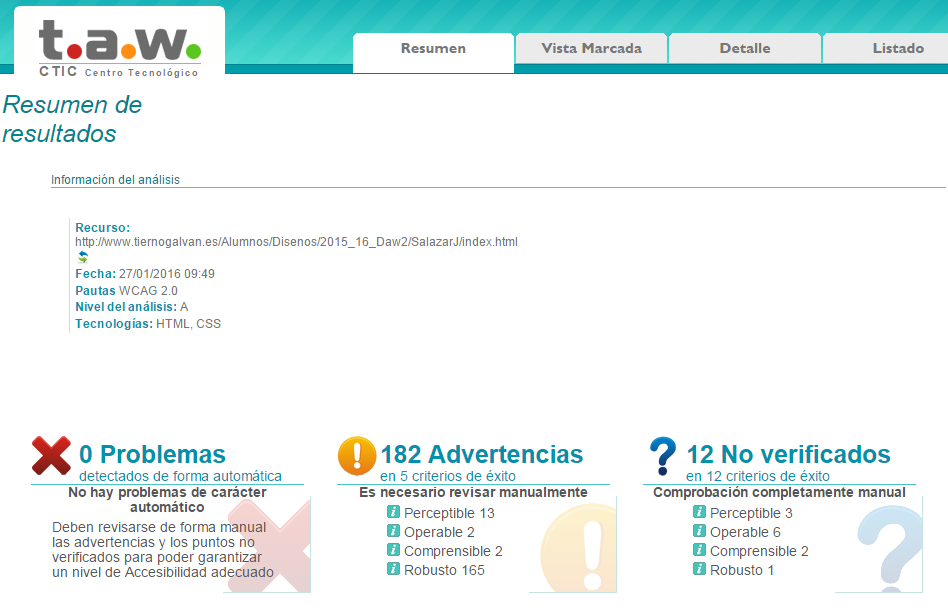 t.a.w.
CTIC Centro Tecnológico
Resumen
Vista Marcada
Detalle
Listado
Resumen de
resultados
Información del análisis
Recurso:
http://www.tiernogalvan.es/Alumnos/Disenos/2015_16_Daw2/SalazarJ/index.html
Fecha: 27/01/2016 09:49
Pautas WCAG 2.0
Nivel del análisis: A
Tecnologías: HTML, CSS
0 Problemas
detectados de forma automática
No hay problemas de carácter
automático
Deben revisarse de forma manual
las advertencias y los puntos no
verificados para poder garantizar
un nivel de Accesibilidad adecuado
182 Advertencias
en 5 criterios de éxito
Es necesario revisar manualmente
Perceptible 13
Operable 2
Comprensible 2
Robusto 165
12 No verificados
en 12 criterios de éxito
Comprobación completamente manual
Perceptible 3
Operable 6
Comprensible 2
Robusto 1